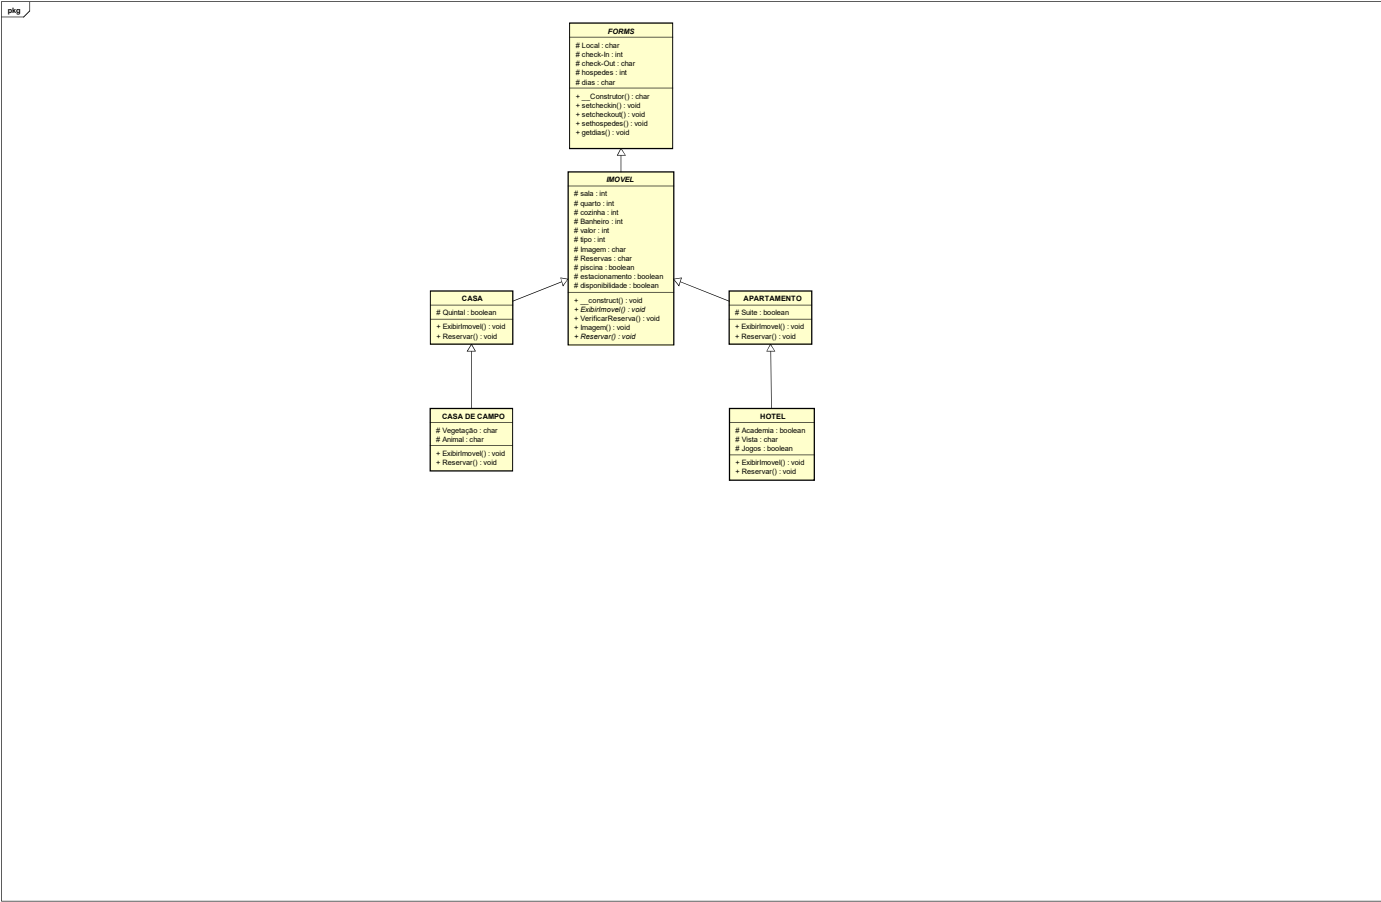 pkg
FORMS
# Local : char
# check-In : int
# check-Out : char
# hospedes : int
# dias : char
+ __Construtor() : char
+ setcheckin() : void
+ setcheckout() : void
+ sethospedes() : void
+ getdias() : void
IMOVEL
# sala : int
# quarto : int
# cozinha : int
# Banheiro : int
# valor : int
# tipo : int
# Imagem : char
# Reservas : char
# piscina : boolean
# estacionamento : boolean
# disponibilidade : boolean
+ __construct() : void
+ ExibirImovel() : void
+ VerificarReserva() : void
+ Imagem() : void
+ Reservar() : void
CASA
# Quintal : boolean
+ ExibirImovel() : void
+ Reservar() : void
APARTAMENTO
# Suite : boolean
+ ExibirImovel() : void
+ Reservar() : void
CASA DE CAMPO
# Vegetação : char
# Animal : char
+ ExibirImovel() : void
+ Reservar() : void
HOTEL
# Academia : boolean
# Vista : char
# Jogos : boolean
+ ExibirImovel() : void
+ Reservar() : void